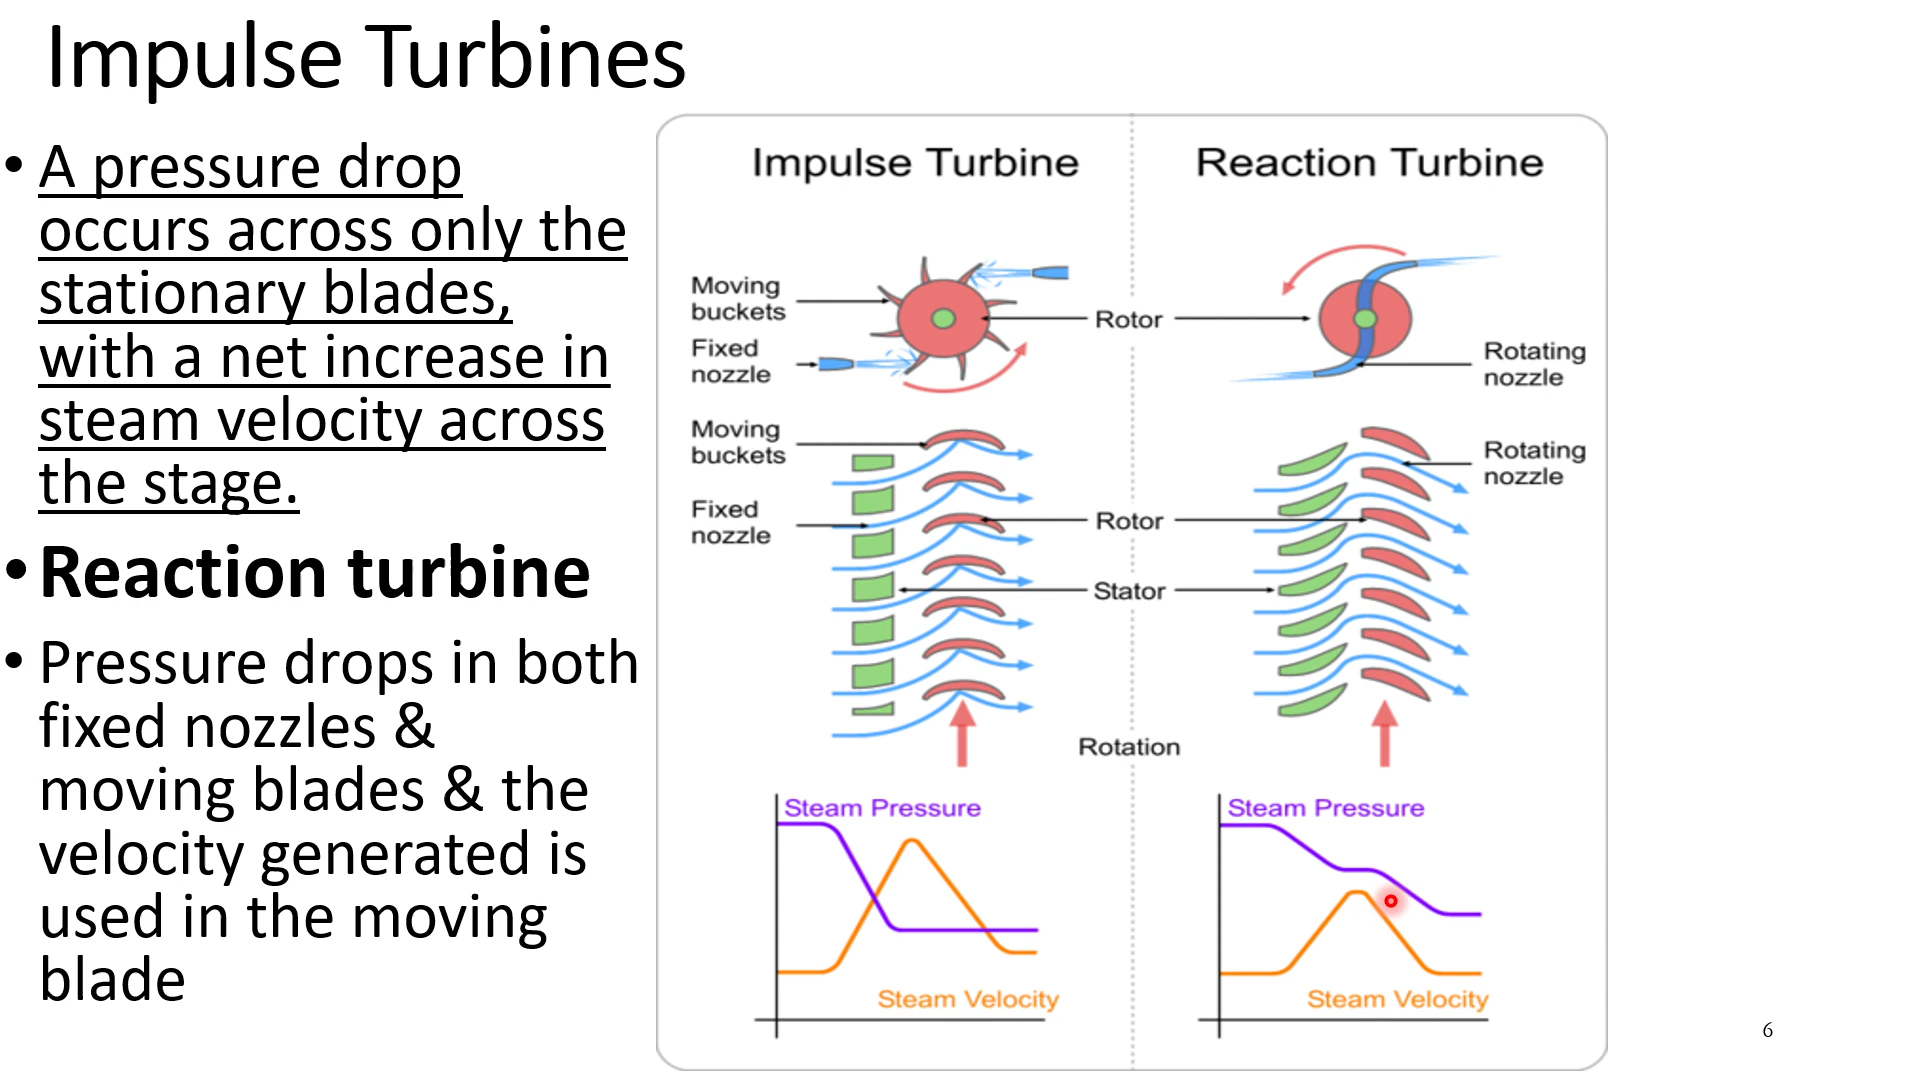 Impulse Turbines
• A pressure drop
occurs across only the
stationary blades,
with a net increase in
steam velocity across
the stage.
• Reaction turbine
• Pressure drops in both
fixed nozzles &
moving blades & the
velocity generated is
used in the moving
blade
Impulse Turbine
Reaction Turbine
Moving
buckets
Fixed
nozzle
Rotor
Rotating
nozzle
Moving
buckets
Fixed
nozzle
Rotor
Stator
Rotating
nozzle
Rotation
Steam Pressure
Steam Velocity
Steam Pressure
Steam Velocity
6